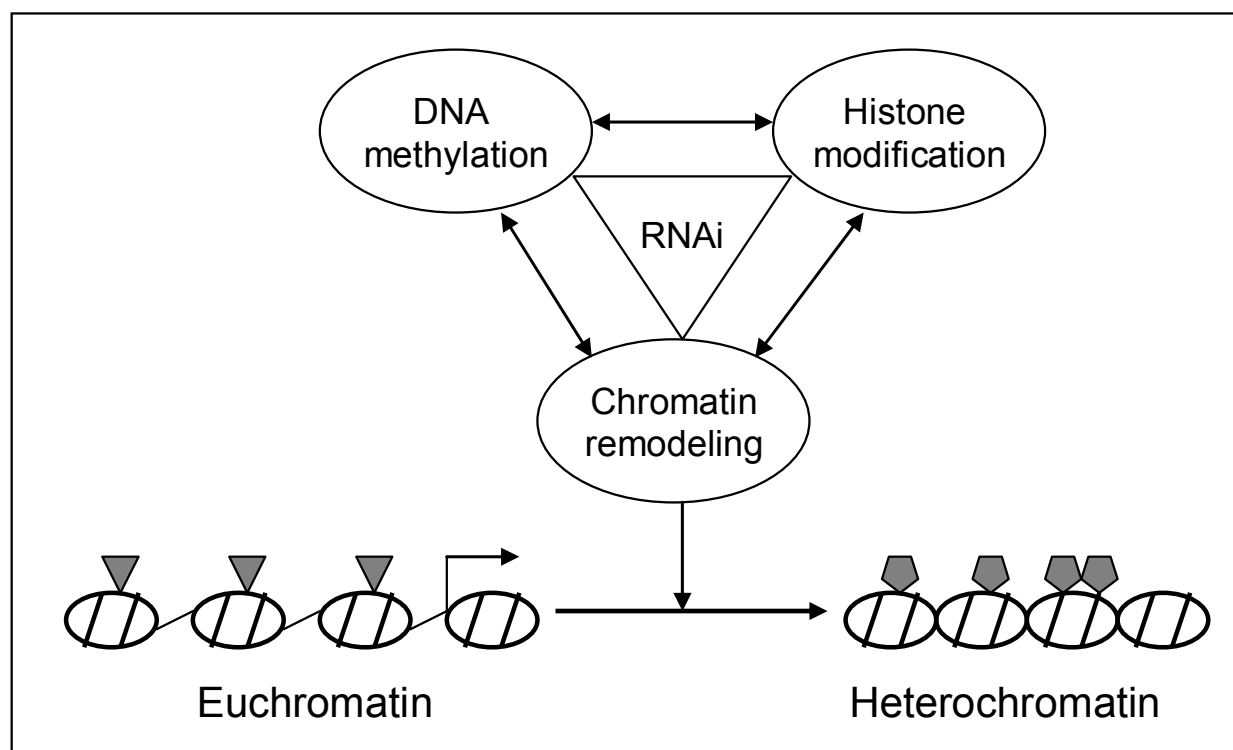 DNA
methylation
Histone
modification
RNAi
Chromatin
remodeling
Euchromatin
Heterochromatin